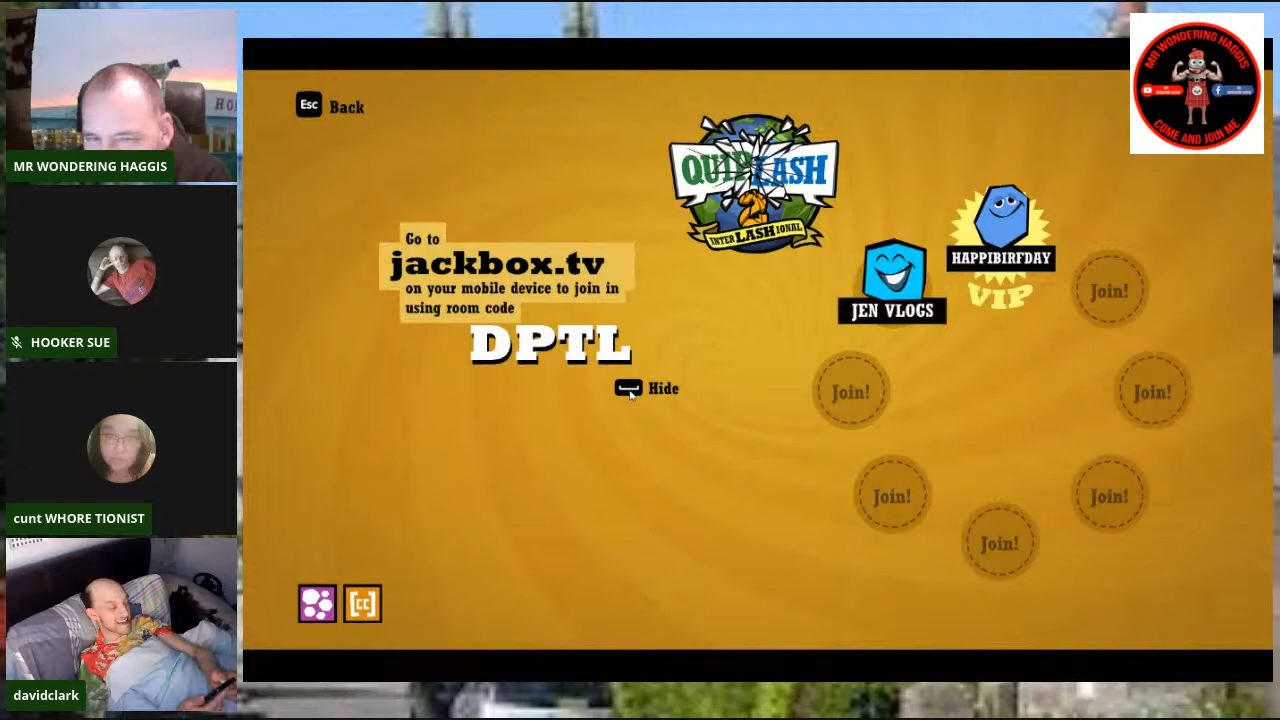 MR WONDERING HAGGIS
HOOKER SUE
cunt WHORE TIONIST
davidclark
HO
Esc Back
Go to
jackbox.tv
on your mobile device to join in
using room code
DPTL
Hide
QUIPLASH
2
INTERLASHIONAL
JEN VLOGS
HAPPIBIRFDAY
VIP
Join!
Join!
Join!
Join!
Join!
Join!
[cc]
MR WONDERING HAGGIS
COME AND JOIN ME